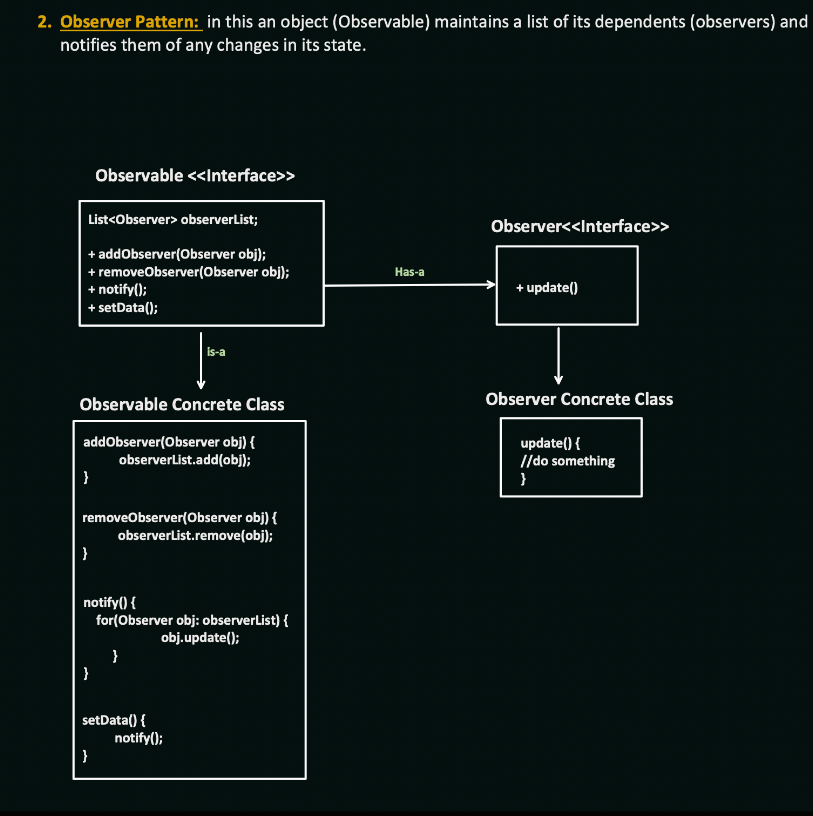 2. Observer Pattern: in this an object (Observable) maintains a list of its dependents (observers) and
notifies them of any changes in its state.
Observable <<Interface>>
List<Observer> observerList;
+ addObserver(Observer obj);
+ removeObserver(Observer obj);
+ notify();
+ setData();
Has-a
Observer<<Interface>>
+ update()
is-a
Observable Concrete Class
addObserver(Observer obj) {
observerList.add(obj);
}
removeObserver(Observer obj) {
observerList.remove(obj);
}
notify() {
for(Observer obj: observerList) {
obj.update();
}
}
setData() {
notify();
}
Observer Concrete Class
update() {
//do something
}